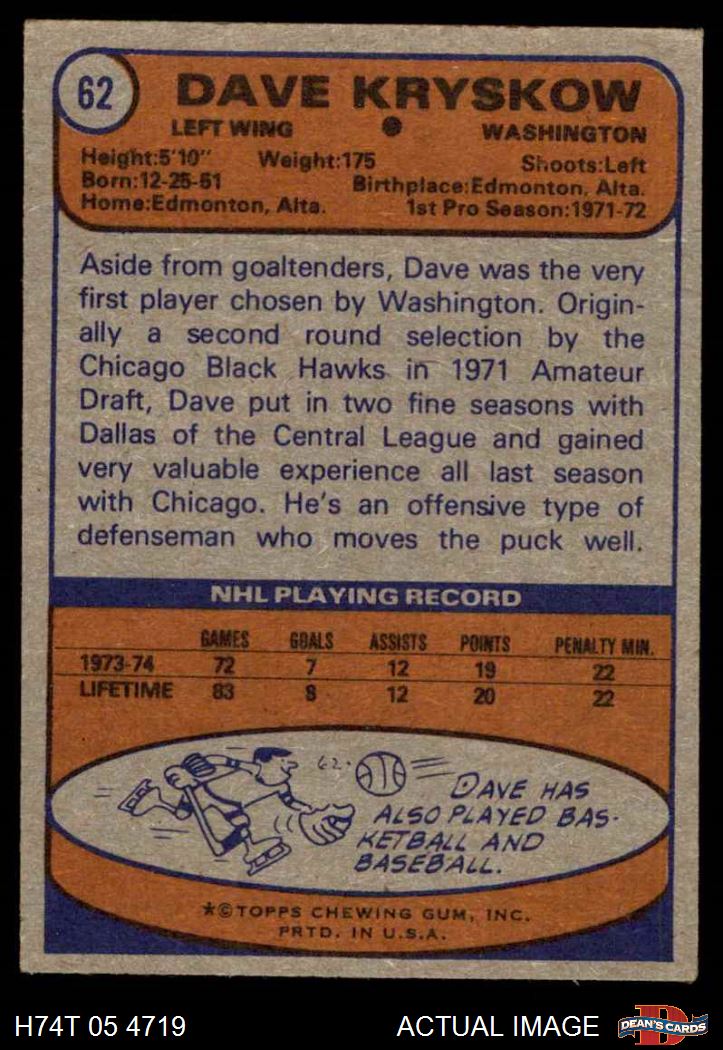 62
DAVE KRYSKOW
LEFT WING
WASHINGTON
Height:5'10" Weight:175 Shoots:Left
Born:12-25-51 Birthplace:Edmonton, Alta.
Home:Edmonton, Alta. 1st Pro Season:1971-72
Aside from goaltenders, Dave was the very
first player chosen by Washington. Origin-
ally a second round selection by the
Chicago Black Hawks in 1971 Amateur
Draft, Dave put in two fine seasons with
Dallas of the Central League and gained
very valuable experience all last season
with Chicago. He's an offensive type of
defenseman who moves the puck well.
NHL PLAYING RECORD
GAMES GOALS ASSISTS POINTS PENALTY MIN.
1973-74 72 7 12 19 22
LIFETIME 83 8 12 20 22
62.
DAVE HAS
ALSO PLAYED BAS-
KETBALL AND
BASEBALL.
*©TOPPS CHEWING GUM, INC.
PRTD. IN U.S.A.
H74T 05 4719 ACTUAL IMAGE
D
DEAN'S CARDS